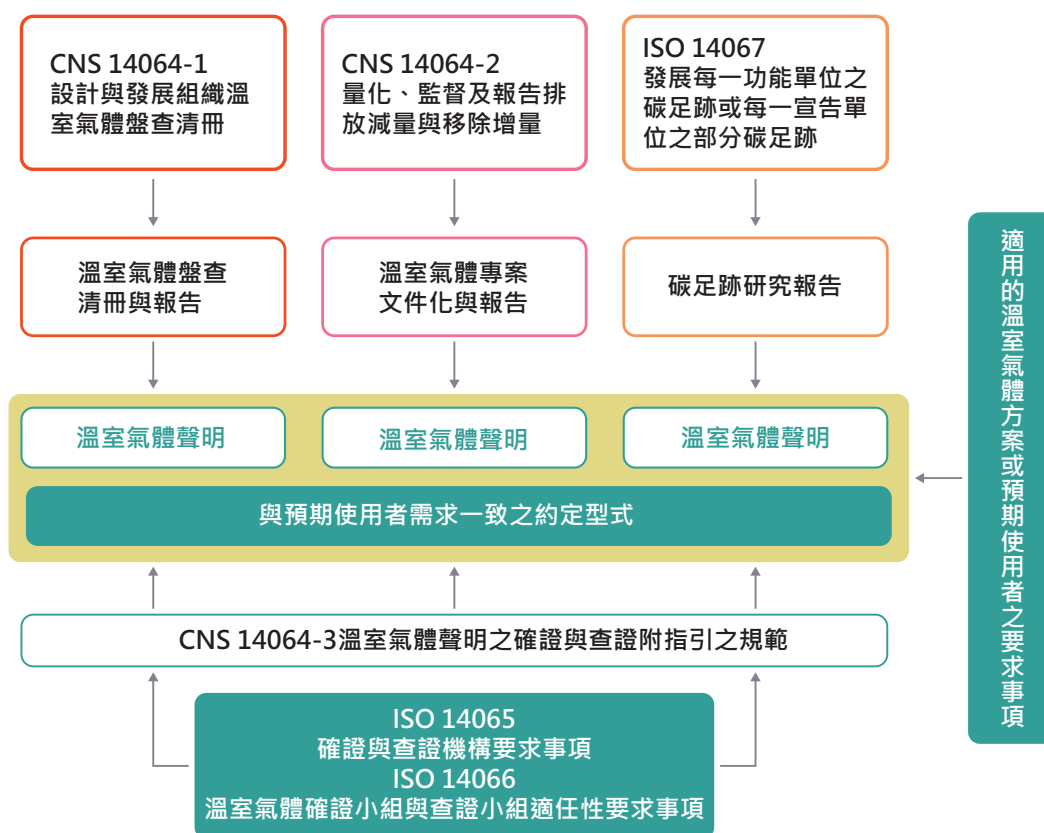 CNS 14064-1
設計與發展組織溫
室氣體盤查清冊
CNS 14064-2
量化、監督及報告排
放減量與移除增量
ISO 14067
發展每一功能單位之
碳足跡或每一宣告單
位之部分碳足跡
溫室氣體盤查
清冊與報告
溫室氣體專案
文件化與報告
碳足跡研究報告
溫室氣體聲明
溫室氣體聲明
溫室氣體聲明
與預期使用者需求一致之約定型式
適用的溫室氣體方案或預期使用者之要求事項
CNS 14064-3溫室氣體聲明之確證與查證附指引之規範
ISO 14065
確證與查證機構要求事項
ISO 14066
溫室氣體確證小組與查證小組適任性要求事項